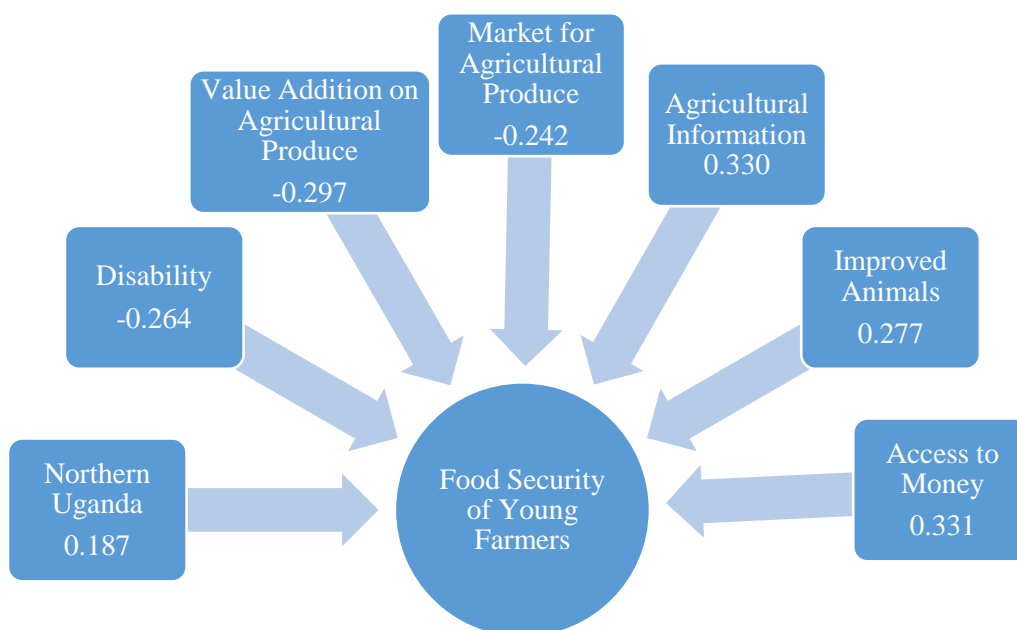 Northern
Uganda
0.187
Disability
-0.264
Value Addition on
Agricultural
Produce
-0.297
Market for
Agricultural
Produce
-0.242
Agricultural
Information
0.330
Improved
Animals
0.277
Access to
Money
0.331
Food Security
of Young
Farmers